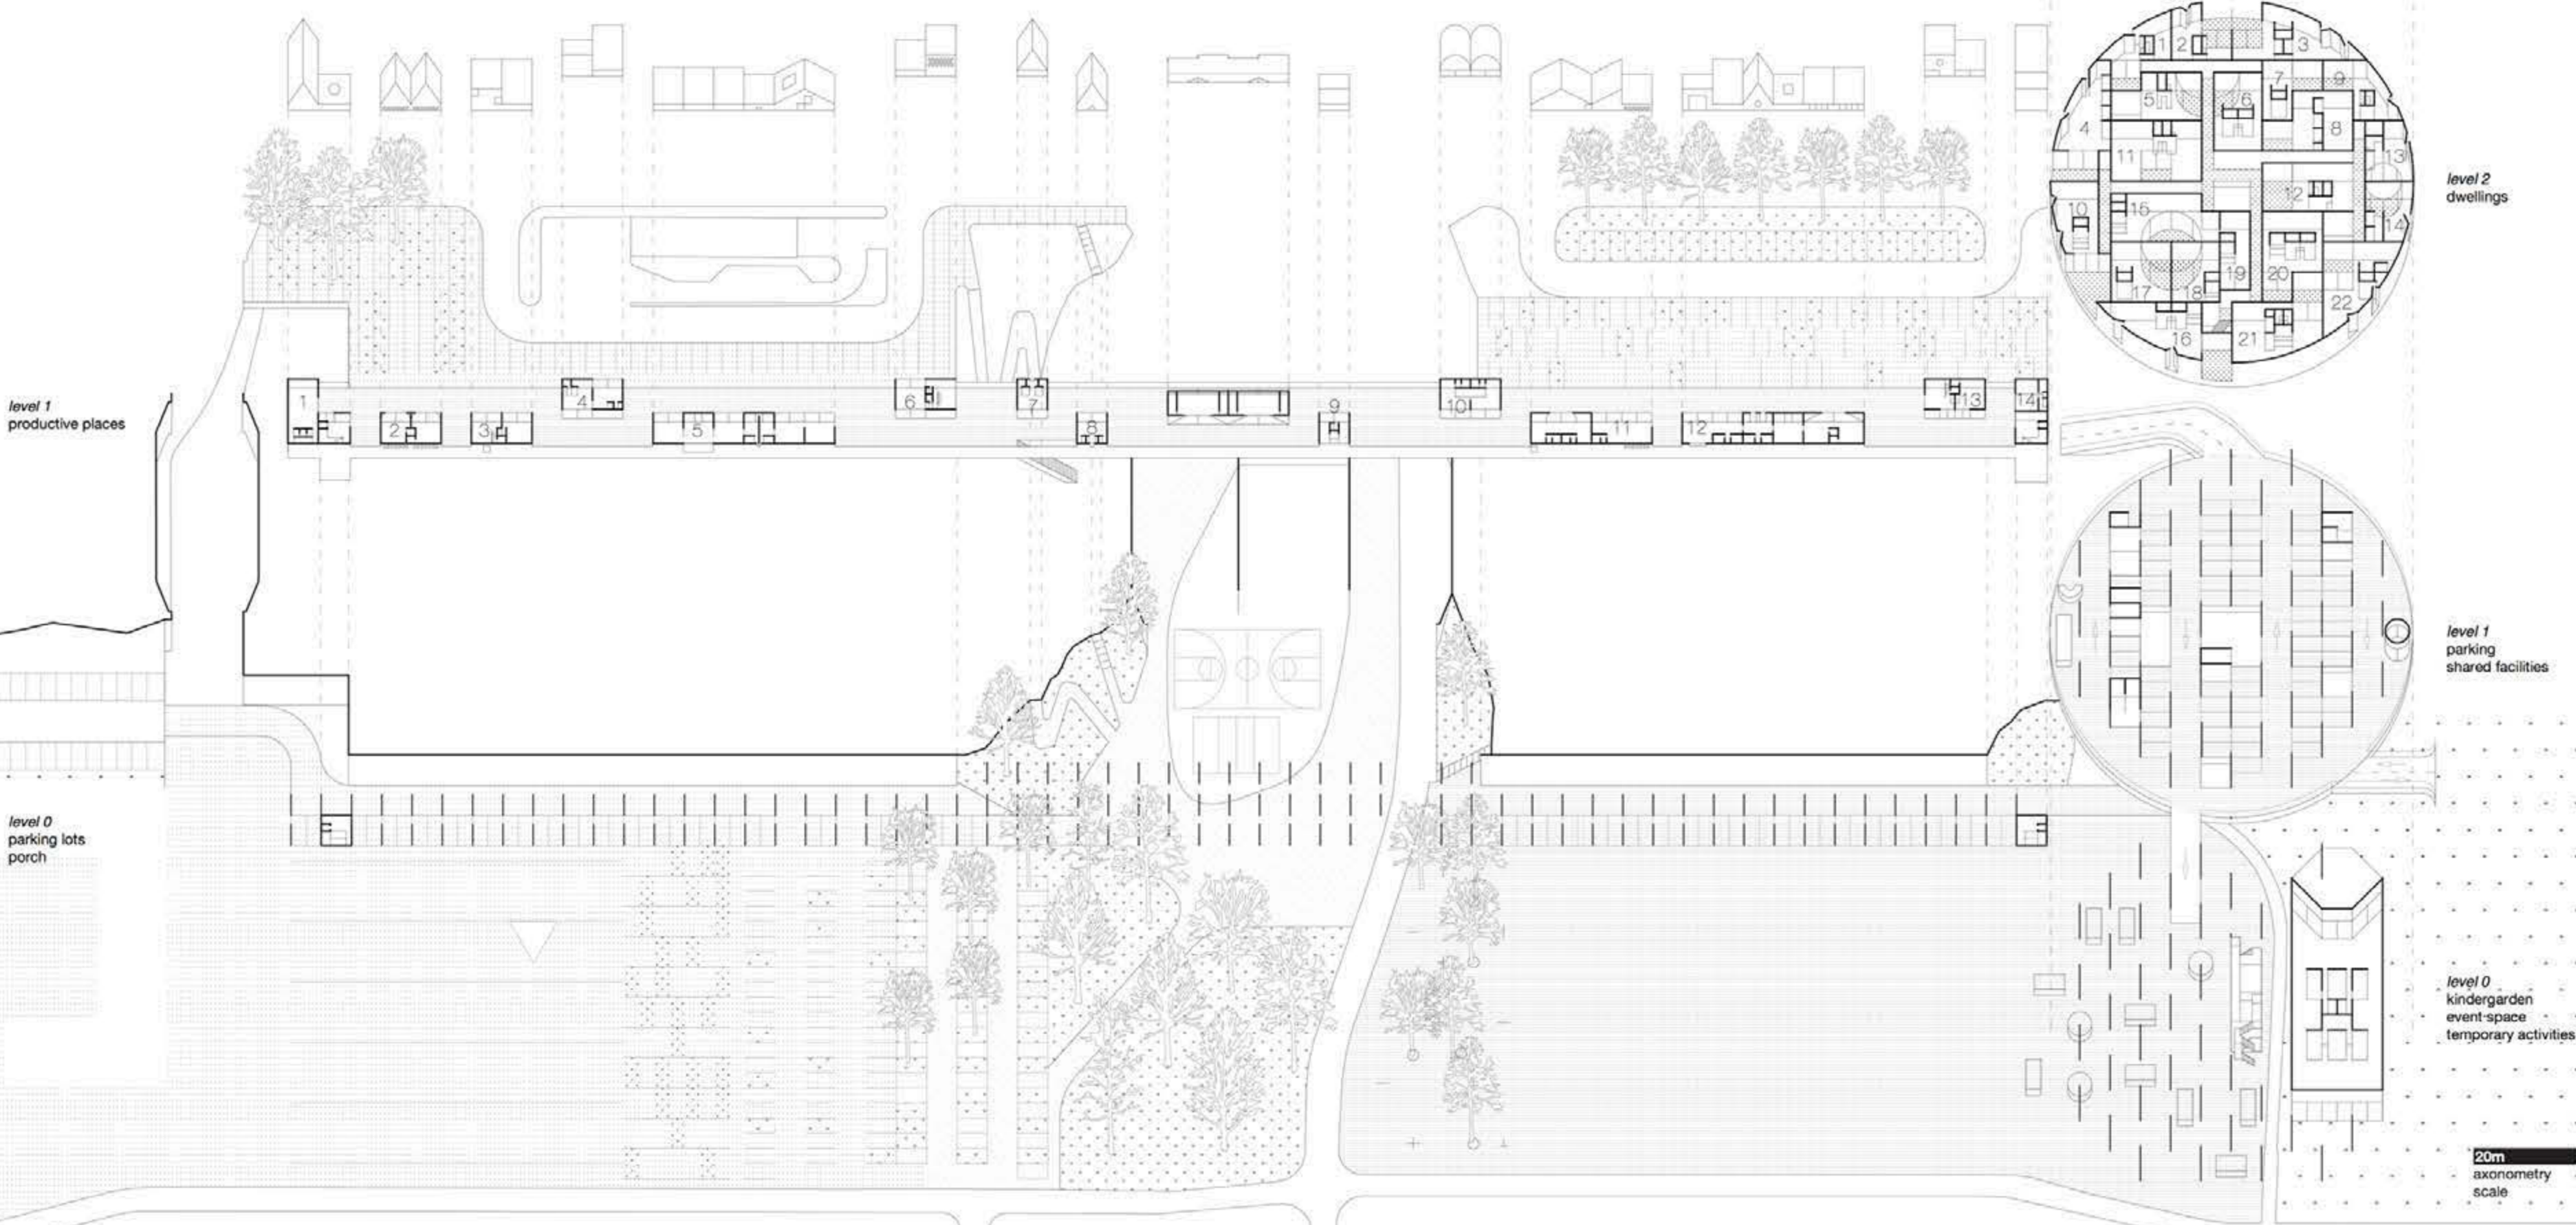 1 2 3
7 9
5 6
4 8
11 13
12
10 15 14
19 20
17 18 22
16 21
level 2
dwellings
level 1
productive places
1 2 3 4 5 6 7 8 9 10 11 12 13 14
level 1
parking
shared facilities
level 0
parking lots
porch
level 0
kindergarden
event-space
temporary activities
20m
axonometry
scale